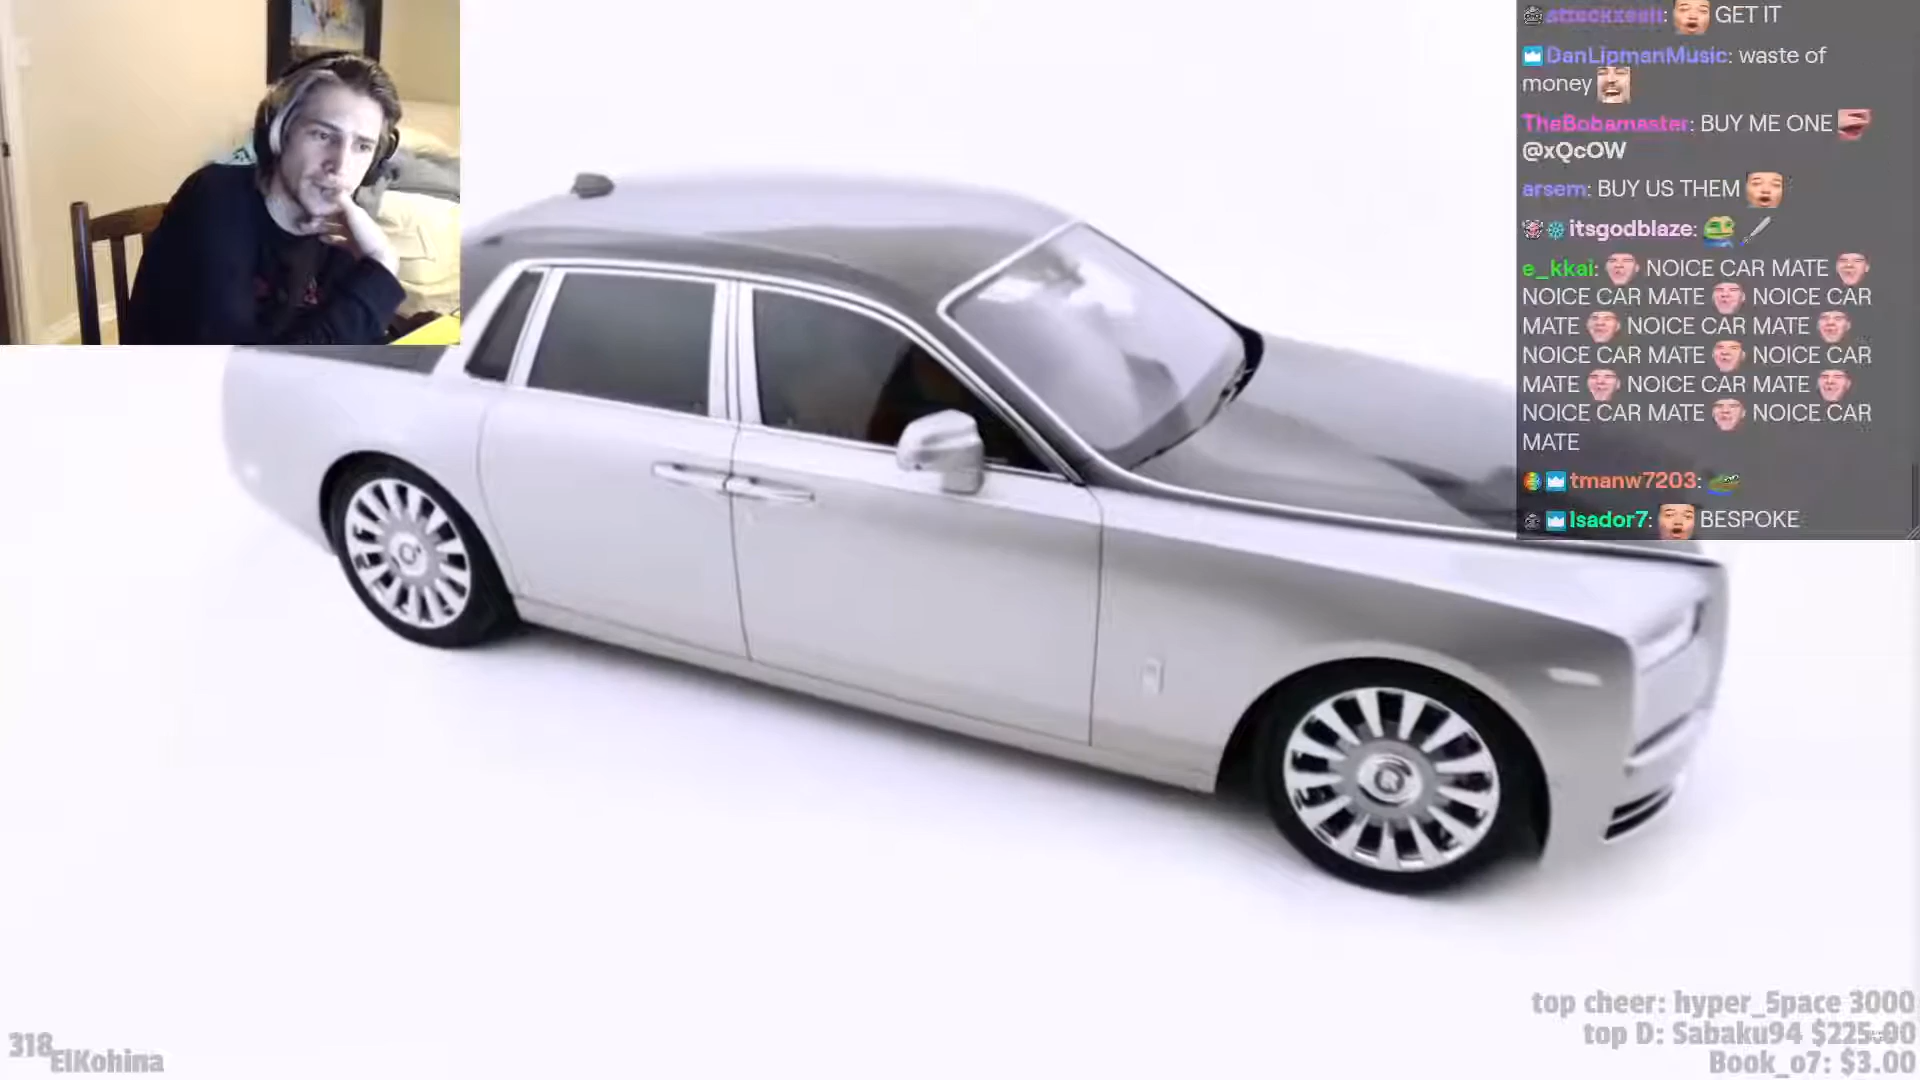 attackzealt: GET IT
DanLipmanMusic: waste of
money
TheBobamaster: BUY ME ONE
@xQcOW
arsem: BUY US THEM
itsgodblaze:
e_kkai: NOICE CAR MATE
NOICE CAR MATE NOICE CAR
MATE NOICE CAR MATE
NOICE CAR MATE NOICE CAR
MATE NOICE CAR MATE
NOICE CAR MATE NOICE CAR
MATE
tmanw7203:
Isador7: BESPOKE
top cheer: hyper_5pace 3000
top D: Sabaku94 $225.00
Book_o7: $3.00
318
ElKohina